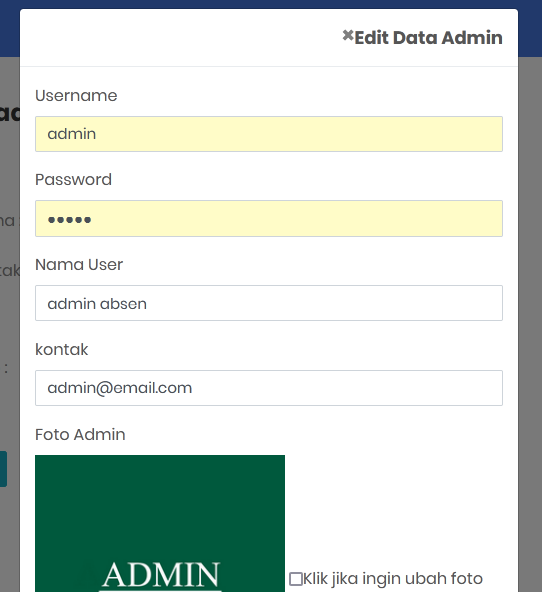 ×Edit Data Admin
Username
admin
Password
•••••
Nama User
admin absen
kontak
admin@email.com
:
Foto Admin
ADMIN
Klik jika ingin ubah foto